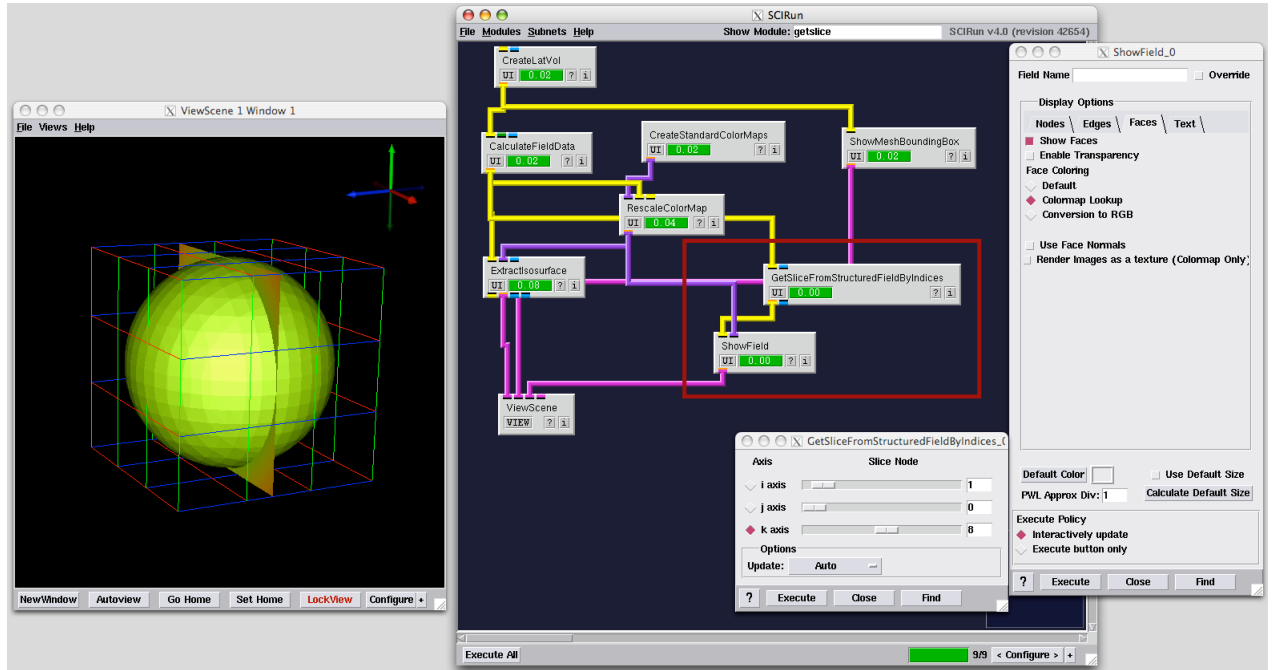 ViewScene 1 Window 1
File Views Help
NewWindow Autoview Go Home Set Home LockView Configure +
SCIRun
File Modules Subnets Help Show Module: getslice SCIRun v4.0 (revision 42654)
CreateLatVol
UI 0.02 ? i
CalculateFieldData
UI 0.02 ? i
CreateStandardColorMaps
UI 0.02 ? i
ShowMeshBoundingBox
UI 0.02 ? i
RescaleColorMap
UI 0.04 ? i
ExtractIsosurface
UI 0.08 ? i
GetSliceFromStructuredFieldByIndices
UI 0.00 ? i
ShowField
UI 0.00 ? i
ViewScene
VIEW ? i
Execute All 9/9 < Configure > +
GetSliceFromStructuredFieldByIndices_(
Axis Slice Node
i axis 1
j axis 0
k axis 8
Options
Update: Auto
? Execute Close Find
ShowField_0
Field Name Override
Display Options
Nodes \ Edges \ Faces \ Text \
Show Faces
Enable Transparency
Face Coloring
Default
Colormap Lookup
Conversion to RGB
Use Face Normals
Render Images as a texture (Colormap Only)
Default Color Use Default Size
PWL Approx Div: 1 Calculate Default Size
Execute Policy
Interactively update
Execute button only
? Execute Close Find